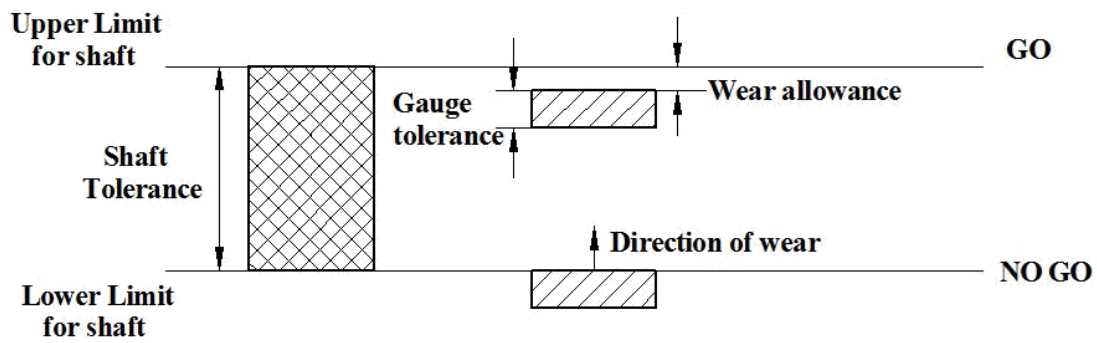 Upper Limit
for shaft
GO
Gauge
tolerance
Wear allowance
Shaft
Tolerance
Direction of wear
NO GO
Lower Limit
for shaft